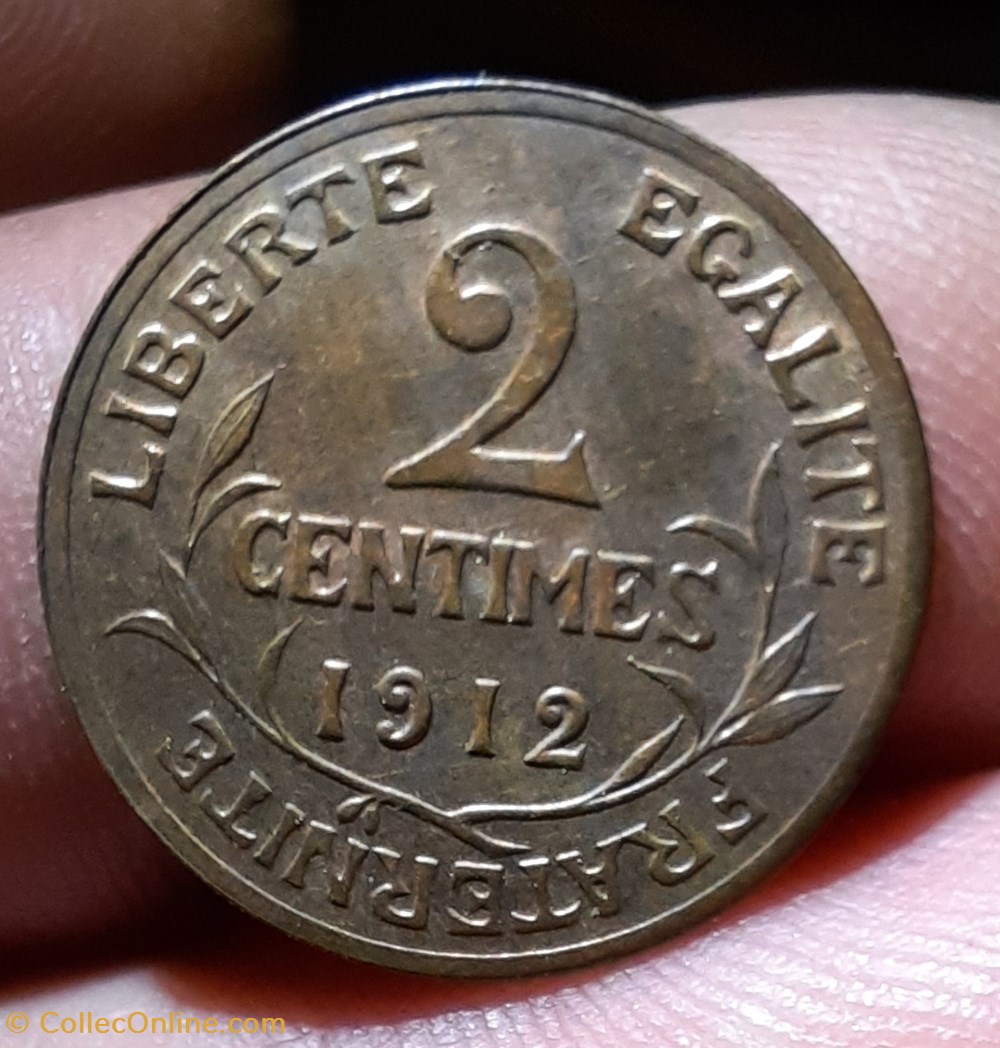 LIBERTE EGALITE
2
CENTIMES
1912
FRATERNITE
© CollecOnline.com